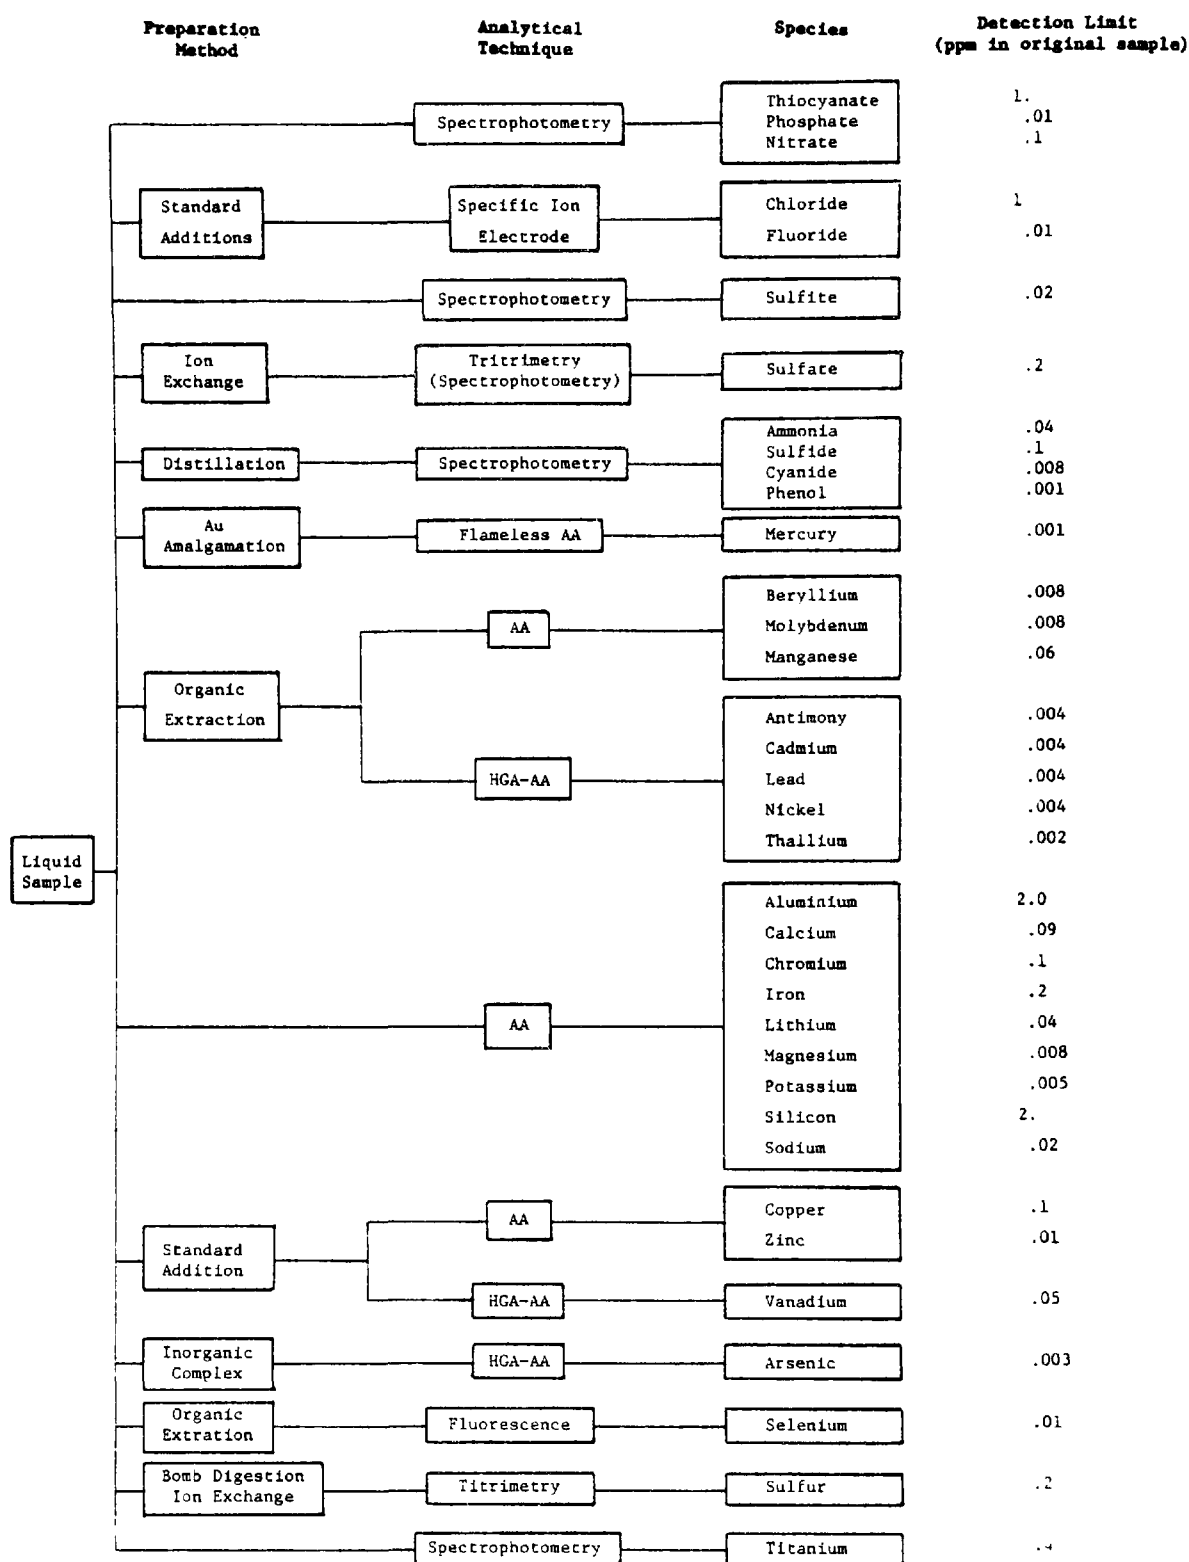 Preparation Method
Analytical Technique
Species
Detection Limit (ppm in original sample)
Spectrophotometry
Thiocyanate 1.
Phosphate .01
Nitrate .1
Standard Additions
Specific Ion Electrode
Chloride 1
Fluoride .01
Spectrophotometry
Sulfite .02
Ion Exchange
Tritrimetry (Spectrophotometry)
Sulfate .2
Distillation
Spectrophotometry
Ammonia .04
Sulfide .1
Cyanide .008
Phenol .001
Au Amalgamation
Flameless AA
Mercury .001
Organic Extraction
AA
Beryllium .008
Molybdenum .008
Manganese .06
HGA-AA
Antimony .004
Cadmium .004
Lead .004
Nickel .004
Thallium .002
Liquid Sample
AA
Aluminium 2.0
Calcium .09
Chromium .1
Iron .2
Lithium .04
Magnesium .008
Potassium .005
Silicon 2.
Sodium .02
Standard Addition
AA
Copper .1
Zinc .01
HGA-AA
Vanadium .05
Inorganic Complex
HGA-AA
Arsenic .003
Organic Extration
Fluorescence
Selenium .01
Bomb Digestion Ion Exchange
Titrimetry
Sulfur .2
Spectrophotometry
Titanium